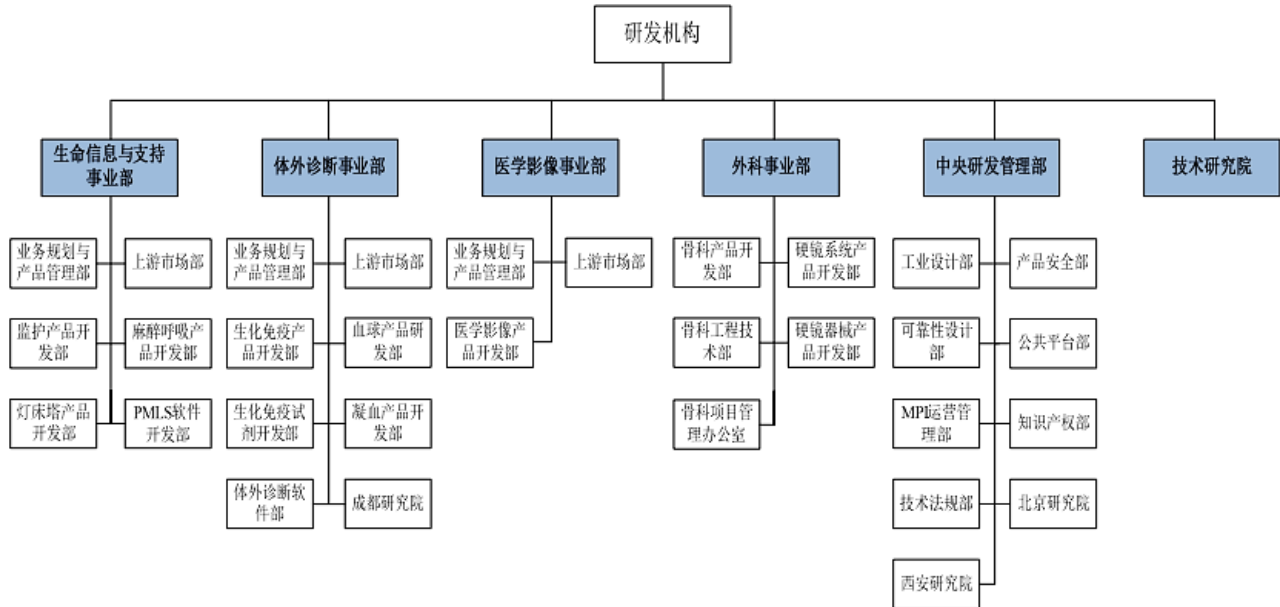 研发机构
生命信息与支持
事业部
体外诊断事业部
医学影像事业部
外科事业部
中央研发管理部
技术研究院
业务规划与
产品管理部
上游市场部
监护产品开
发部
麻醉呼吸产
品开发部
灯床塔产品
开发部
PMLS软件
开发部
业务规划与
产品管理部
上游市场部
生化免疫产
品开发部
血球产品研
发部
生化免疫试
剂开发部
凝血产品开
发部
体外诊断软
件部
成都研究院
业务规划与
产品管理部
上游市场部
医学影像产
品开发部
骨科产品开
发部
硬镜系统产
品开发部
骨科工程技
术部
硬镜器械产
品开发部
骨科项目管
理办公室
工业设计部
产品安全部
可靠性设计
部
公共平台部
MPI运营管
理部
知识产权部
技术法规部
北京研究院
西安研究院